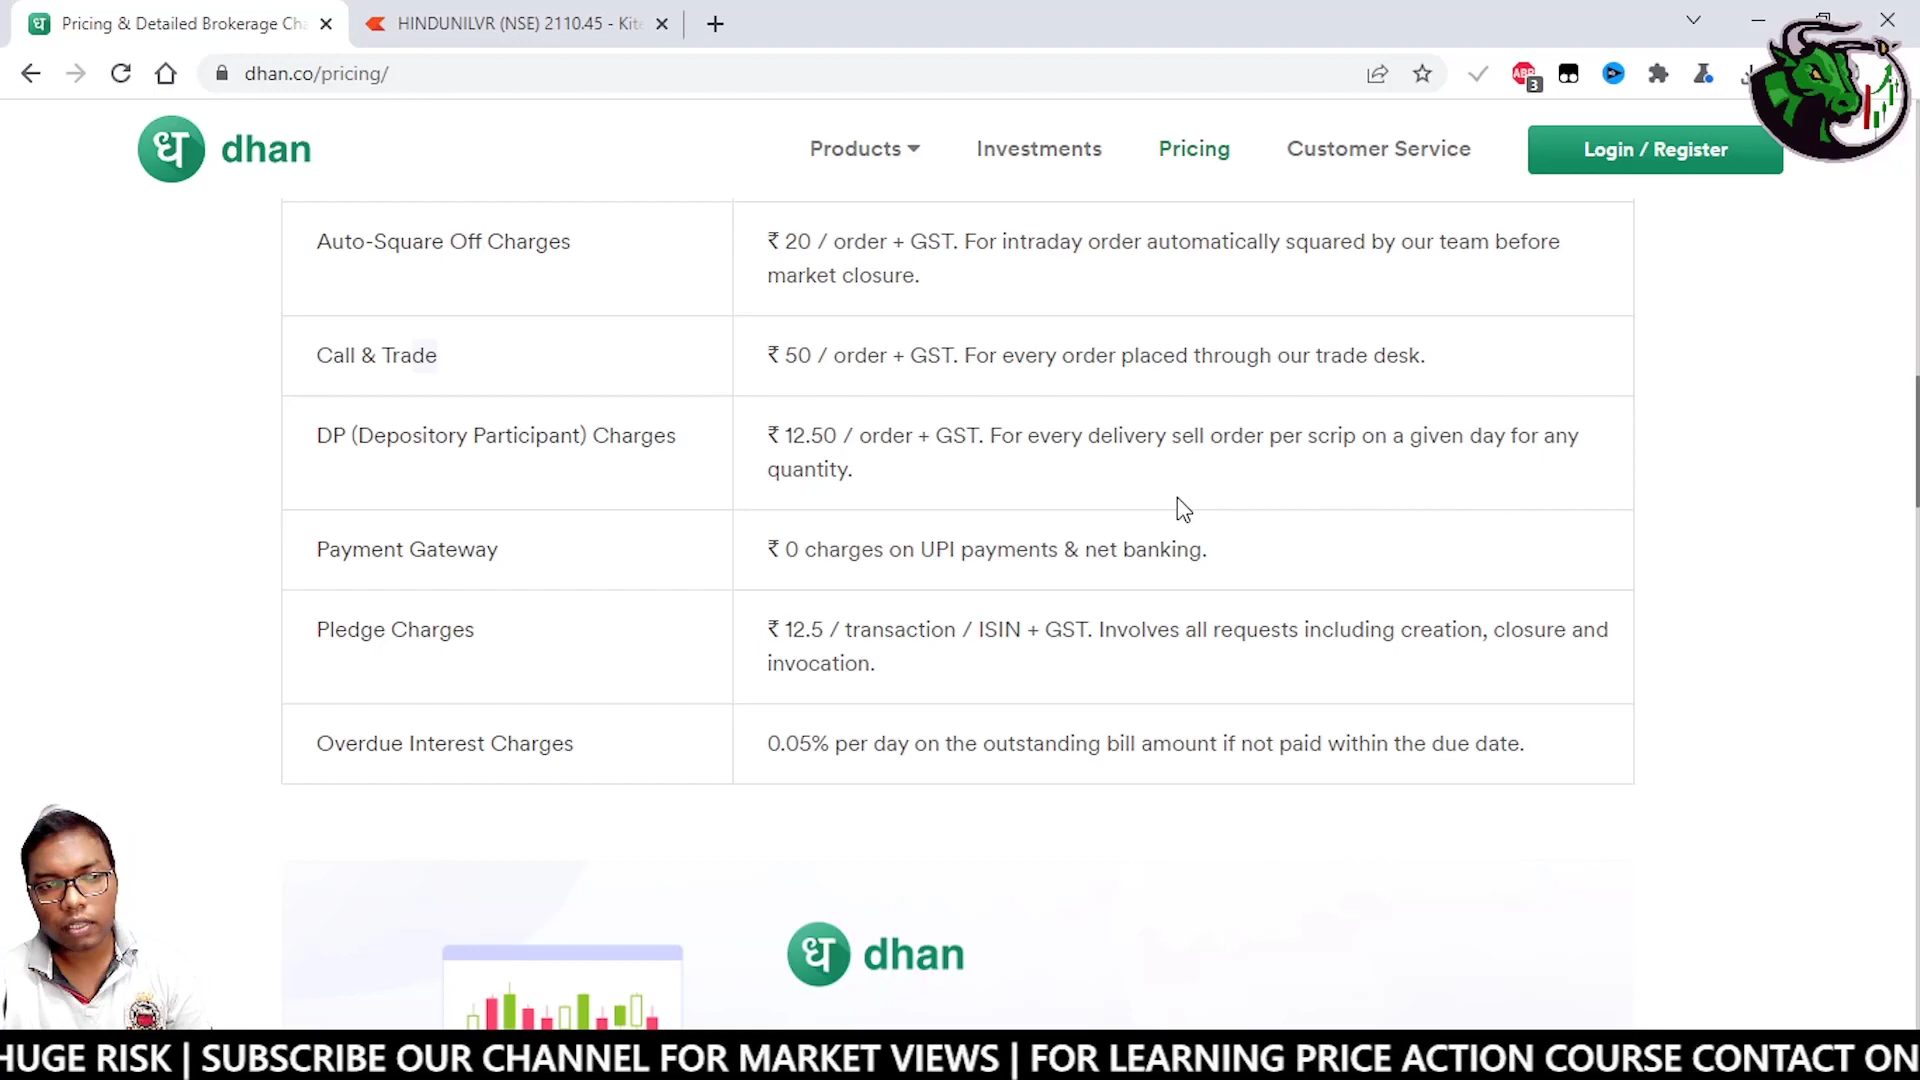 Pricing & Detailed Brokerage Cha
HINDUNILVR (NSE) 2110.45 - Kite
dhan.co/pricing/
ABP
3
ध dhan
Products
Investments
Pricing
Customer Service
Login / Register
Auto-Square Off Charges
₹ 20 / order + GST. For intraday order automatically squared by our team before
market closure.
Call & Trade
₹ 50 / order + GST. For every order placed through our trade desk.
DP (Depository Participant) Charges
₹ 12.50 / order + GST. For every delivery sell order per scrip on a given day for any
quantity.
Payment Gateway
₹ 0 charges on UPI payments & net banking.
Pledge Charges
₹ 12.5 / transaction / ISIN + GST. Involves all requests including creation, closure and
invocation.
Overdue Interest Charges
0.05% per day on the outstanding bill amount if not paid within the due date.
ध dhan
HUGE RISK | SUBSCRIBE OUR CHANNEL FOR MARKET VIEWS | FOR LEARNING PRICE ACTION COURSE CONTACT ON